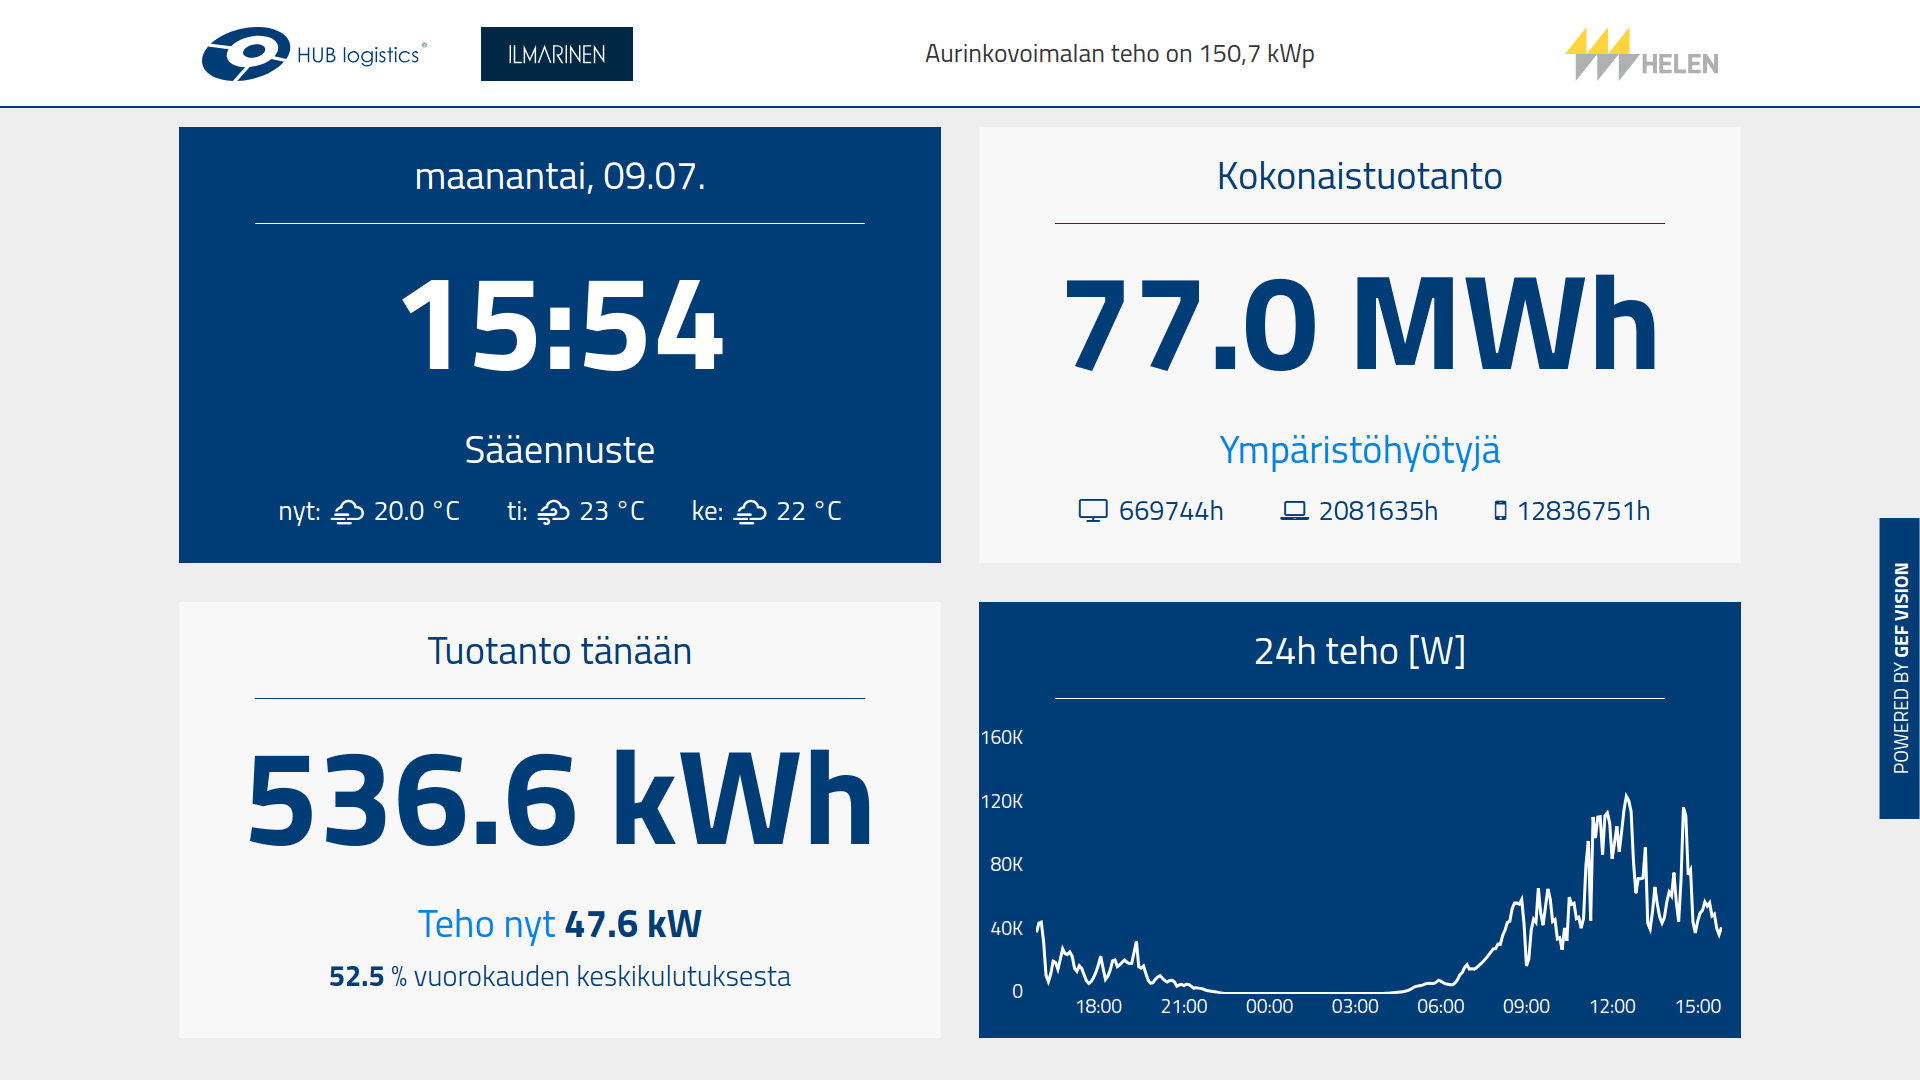 HUB logistics®
ILMARINEN
Aurinkovoimalan teho on 150,7 kWp
HELEN
maanantai, 09.07.
15:54
Sääennuste
nyt: 20.0 °C ti: 23 °C ke: 22 °C
Kokonaistuotanto
77.0 MWh
Ympäristöhyötyjä
669744h 2081635h 12836751h
Tuotanto tänään
536.6 kWh
Teho nyt 47.6 kW
52.5 % vuorokauden keskikulutuksesta
24h teho [W]
160K
120K
80K
40K
0
18:00 21:00 00:00 03:00 06:00 09:00 12:00 15:00
POWERED BY GEF VISION